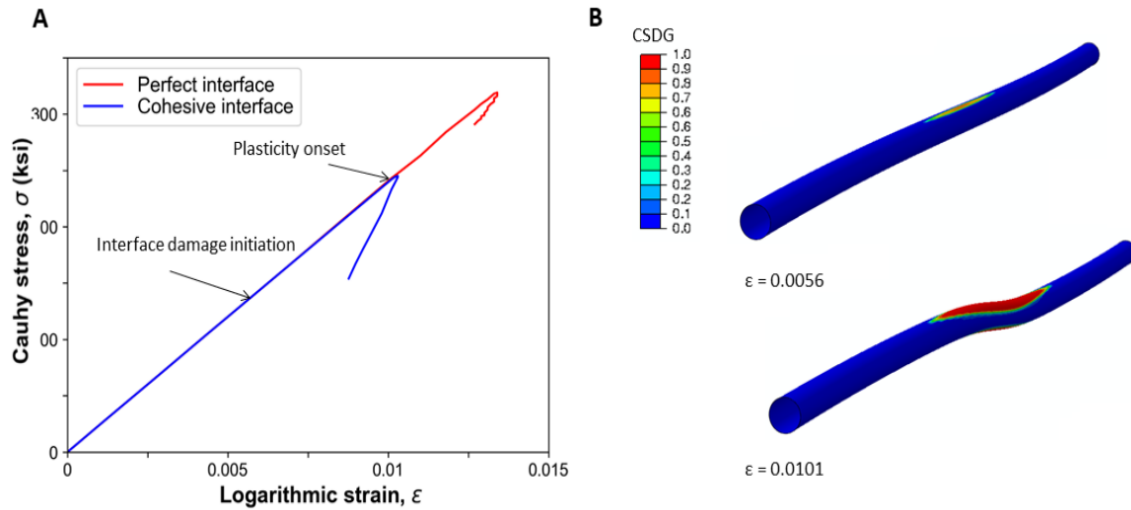 A
Perfect interface
Cohesive interface
Plasticity onset
Interface damage initiation
300
00
00
0
0
0.005
0.01
0.015
Cauhy stress, σ (ksi)
Logarithmic strain, ε
B
CSDG
1.0
0.9
0.8
0.7
0.6
0.5
0.4
0.3
0.2
0.1
0.0
ε = 0.0056
ε = 0.0101